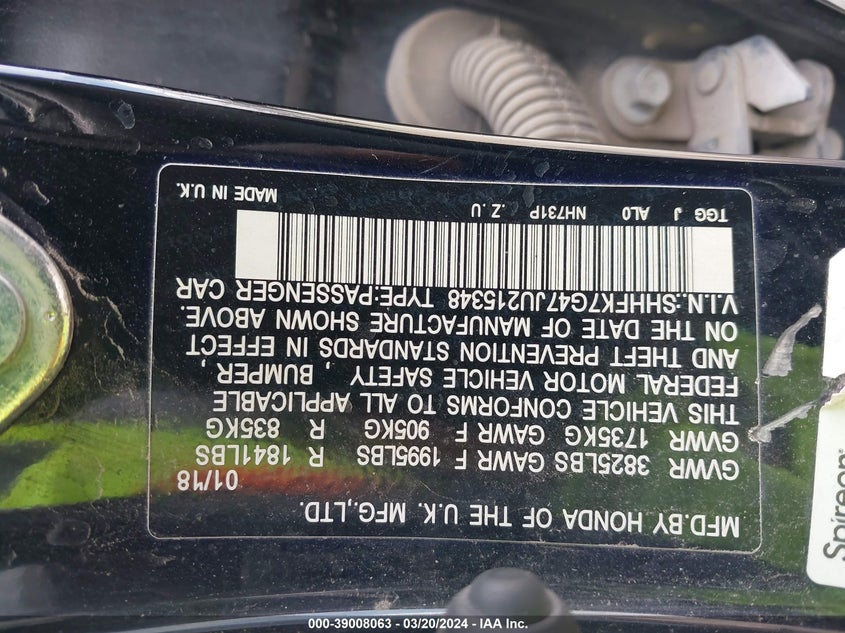 MFD.BY HONDA OF THE U.K. MFG.,LTD.
01/18
GVWR 3825LBS GAWR F 1995LBS R 1841LBS
GVWR 1735KG GAWR F 905KG R 835KG
THIS VEHICLE CONFORMS TO ALL APPLICABLE
FEDERAL MOTOR VEHICLE SAFETY , BUMPER ,
AND THEFT PREVENTION STANDARDS IN EFFECT
ON THE DATE OF MANUFACTURE SHOWN ABOVE.
V.I.N.:SHHFK7G47JU215348 TYPE:PASSENGER CAR
TGG J AL0 NH731P .Z .U MADE IN U.K.
Spireon
000-39008063 - 03/20/2024 - IAA Inc.